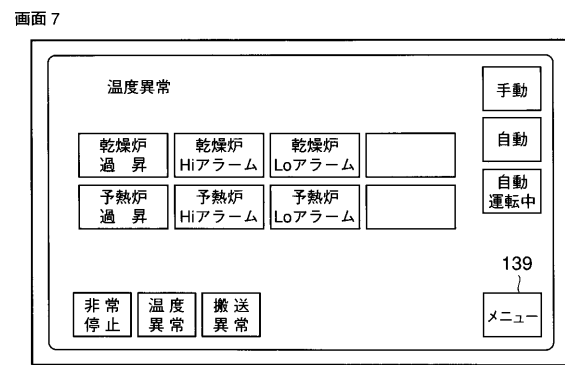 画面 7
温度異常
手動
乾燥炉 乾燥炉 乾燥炉
過 昇 Hiアラーム Loアラーム
自動
予熱炉 予熱炉 予熱炉
過 昇 Hiアラーム Loアラーム
自動
運転中
139
非 常 温 度 搬 送
停 止 異 常 異 常
メニュー